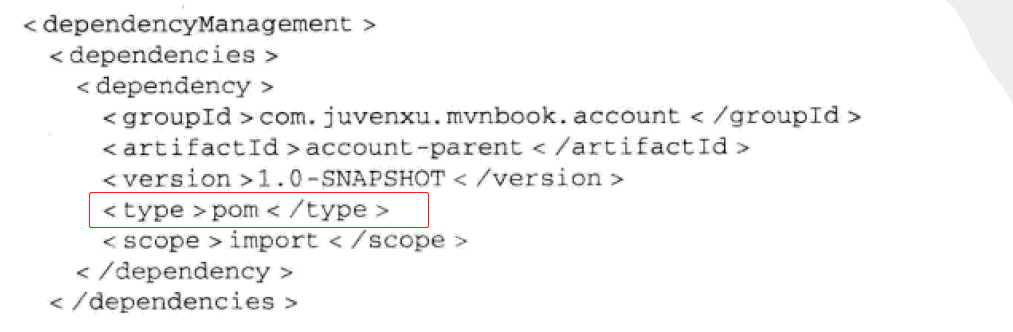 <dependencyManagement >
<dependencies >
<dependency >
<groupId >com.juvenxu.mvnbook.account < /groupId >
<artifactId >account-parent < /artifactId >
<version >1.0-SNAPSHOT < /version >
<type >pom < /type >
<scope >import < /scope >
< /dependency >
< /dependencies >